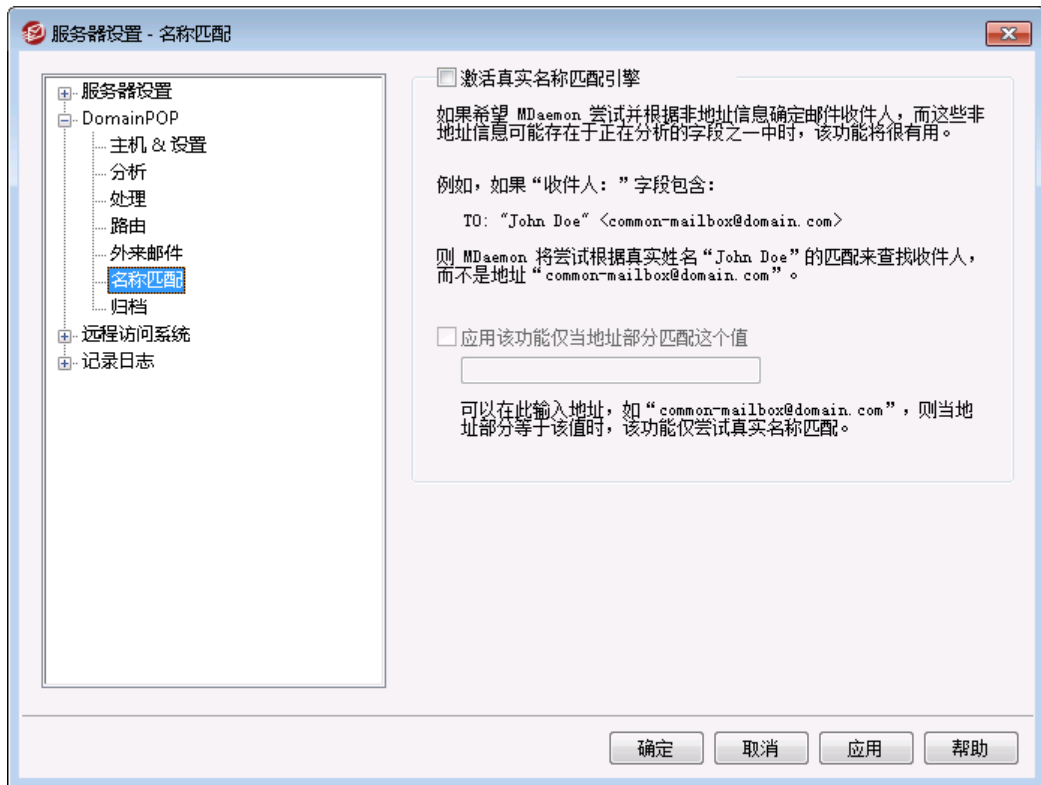 服务器设置 - 名称匹配
服务器设置
DomainPOP
主机 & 设置
分析
处理
路由
外来邮件
名称匹配
归档
远程访问系统
记录日志
激活真实名称匹配引擎
如果希望 MDaemon 尝试并根据非地址信息确定邮件收件人，而这些非
地址信息可能存在于正在分析的字段之一中时，该功能将很有用。
例如，如果“收件人：”字段包含：
TO: "John Doe" <common-mailbox@domain.com>
则 MDaemon 将尝试根据真实姓名“John Doe”的匹配来查找收件人，
而不是地址“common-mailbox@domain.com”。
应用该功能仅当地址部分匹配这个值
可以在此输入地址，如“common-mailbox@domain.com”，则当地
址部分等于该值时，该功能仅尝试真实名称匹配。
确定
取消
应用
帮助